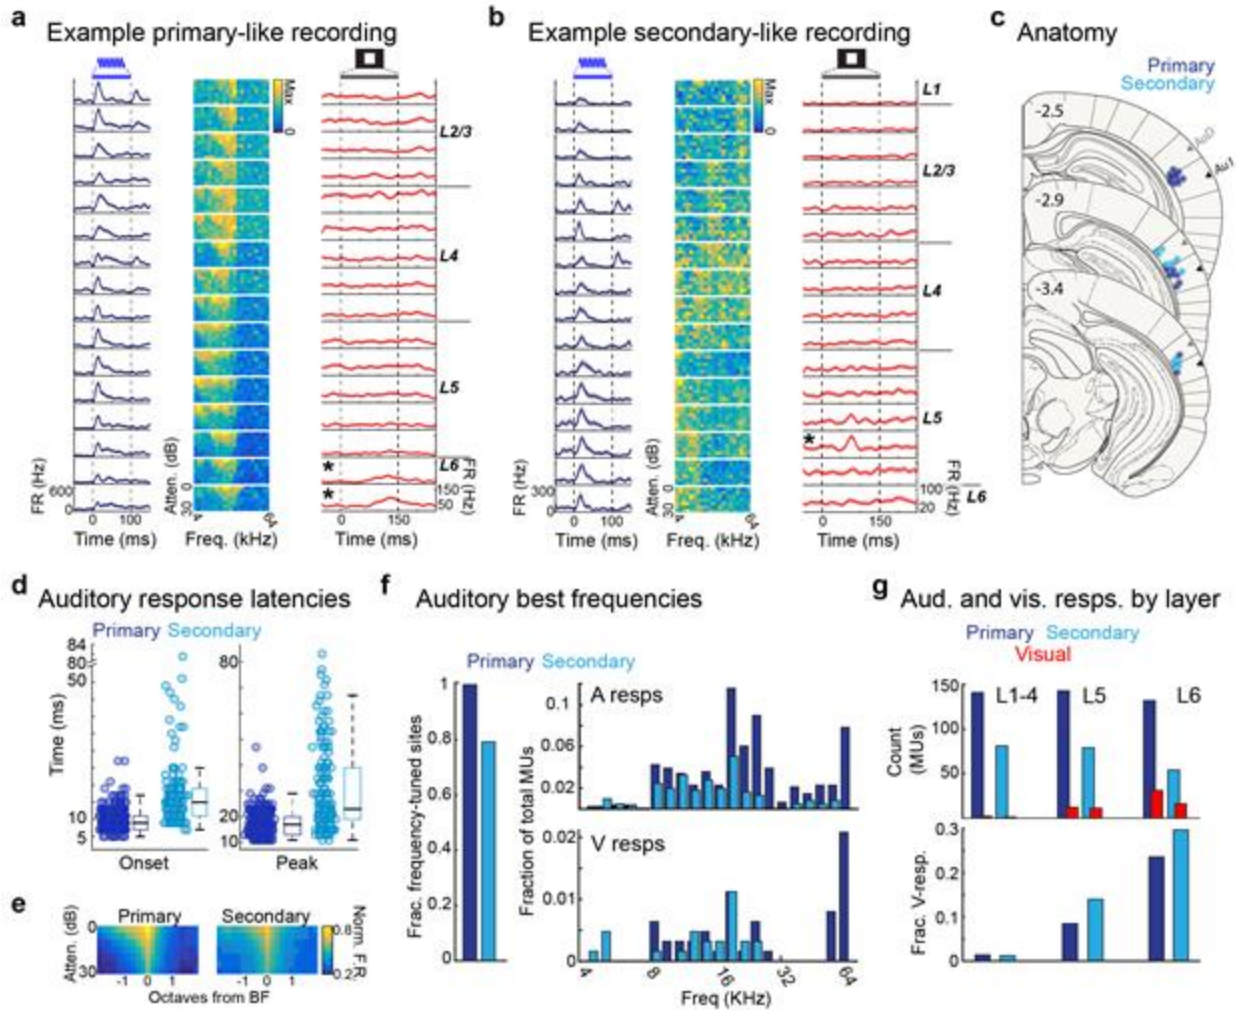 a
Example primary-like recording
Max
0
L2/3
L4
L5
L6
*
*
FR (Hz)
600
0
0 100
Time (ms)
Atten. (dB)
0
30
4 64
Freq. (kHz)
0 150
Time (ms)
150
50
FR (Hz)
b
Example secondary-like recording
Max
0
L1
L2/3
L4
L5
L6
*
FR (Hz)
300
0
0 100
Time (ms)
Atten. (dB)
0
30
4 64
Freq. (kHz)
0 150
Time (ms)
100
20
FR (Hz)
c
Anatomy
Primary
Secondary
-2.5
AuD
Au1
-2.9
-3.4
d
Auditory response latencies
Primary Secondary
Time (ms)
84
80
50
10
5
Onset
80
20
10
Peak
e
Primary
Secondary
Atten. (dB)
0
30
-1 0 1
-1 0 1
Octaves from BF
0.8
0.2
Norm. F.R.
f
Auditory best frequencies
Primary Secondary
Frac. frequency-tuned sites
1
0.8
0.6
0.4
0.2
0
Fraction of total MUs
A resps
0.1
0.06
0.02
V resps
0.02
0.01
0
4 8 16 32 64
Freq (KHz)
g
Aud. and vis. resps. by layer
Primary Secondary
Visual
Count
(MUs)
150
100
50
L1-4 L5 L6
Frac. V-resp.
0.3
0.2
0.1
0